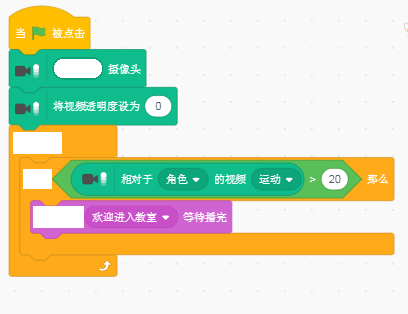 当 被点击
摄像头
将视频透明度设为 0
相对于 角色 的视频 运动 > 20 那么
欢迎进入教室 等待播完